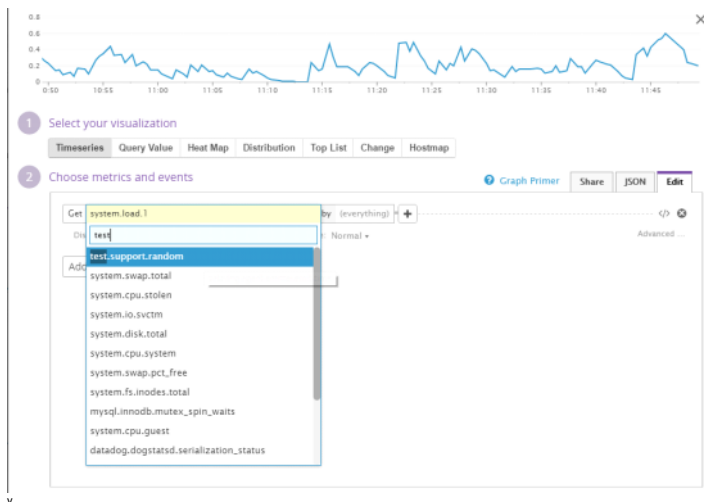 0.8
0.6
0.4
0.2
0.0
0:50 10:55 11:00 11:05 11:10 11:15 11:20 11:25 11:30 11:35 11:40 11:45
1 Select your visualization
Timeseries Query Value Heat Map Distribution Top List Change Hostmap
2 Choose metrics and events
? Graph Primer Share JSON Edit
Get system.load.1 by (everything) +
</>
Dis test : Normal Advanced ...
test.support.random
Add
system.swap.total
system.cpu.stolen
system.io.svctm
system.disk.total
system.cpu.system
system.swap.pct_free
system.fs.inodes.total
mysql.innodb.mutex_spin_waits
system.cpu.guest
datadog.dogstatsd.serialization_status